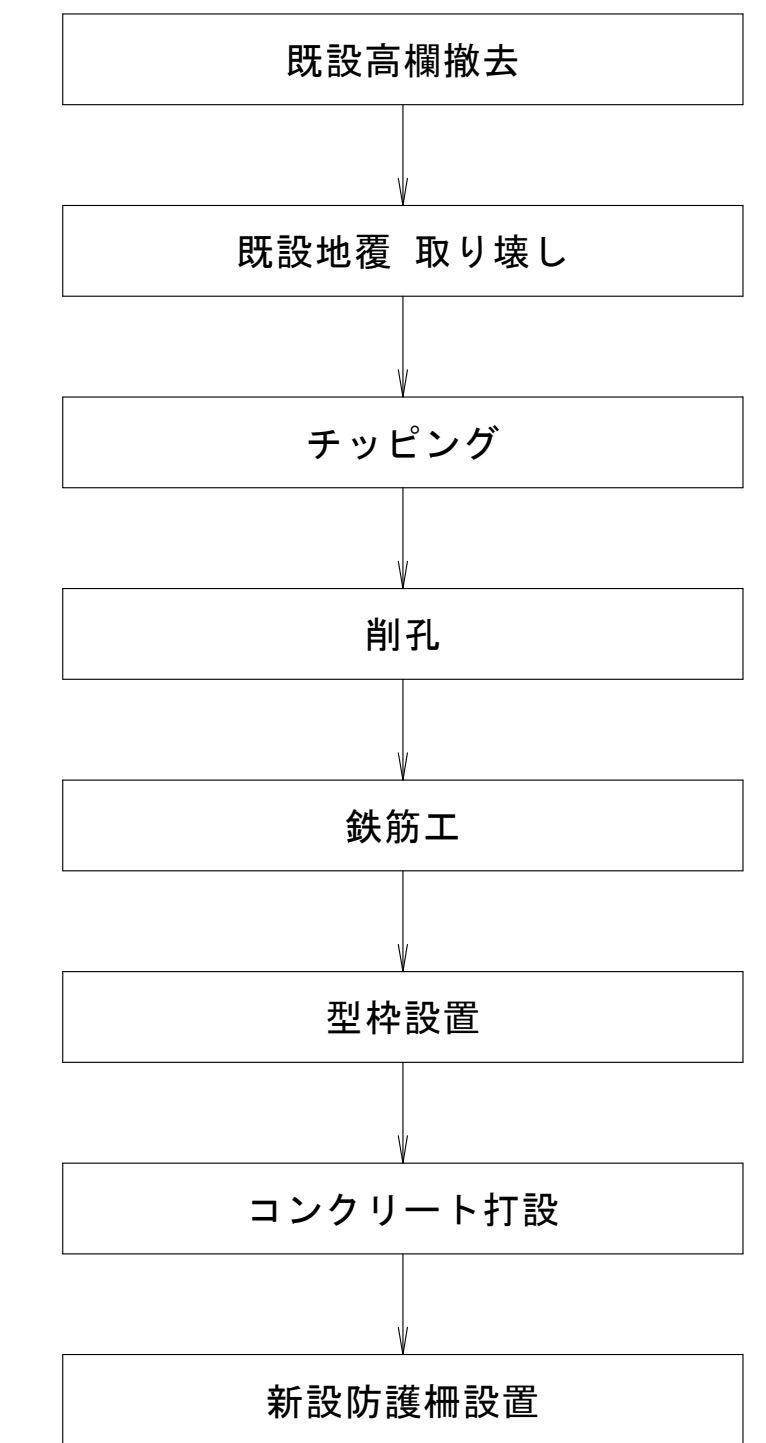 既設高欄撤去
既設地覆 取り壊し
チッピング
削孔
鉄筋工
型枠設置
コンクリート打設
新設防護柵設置